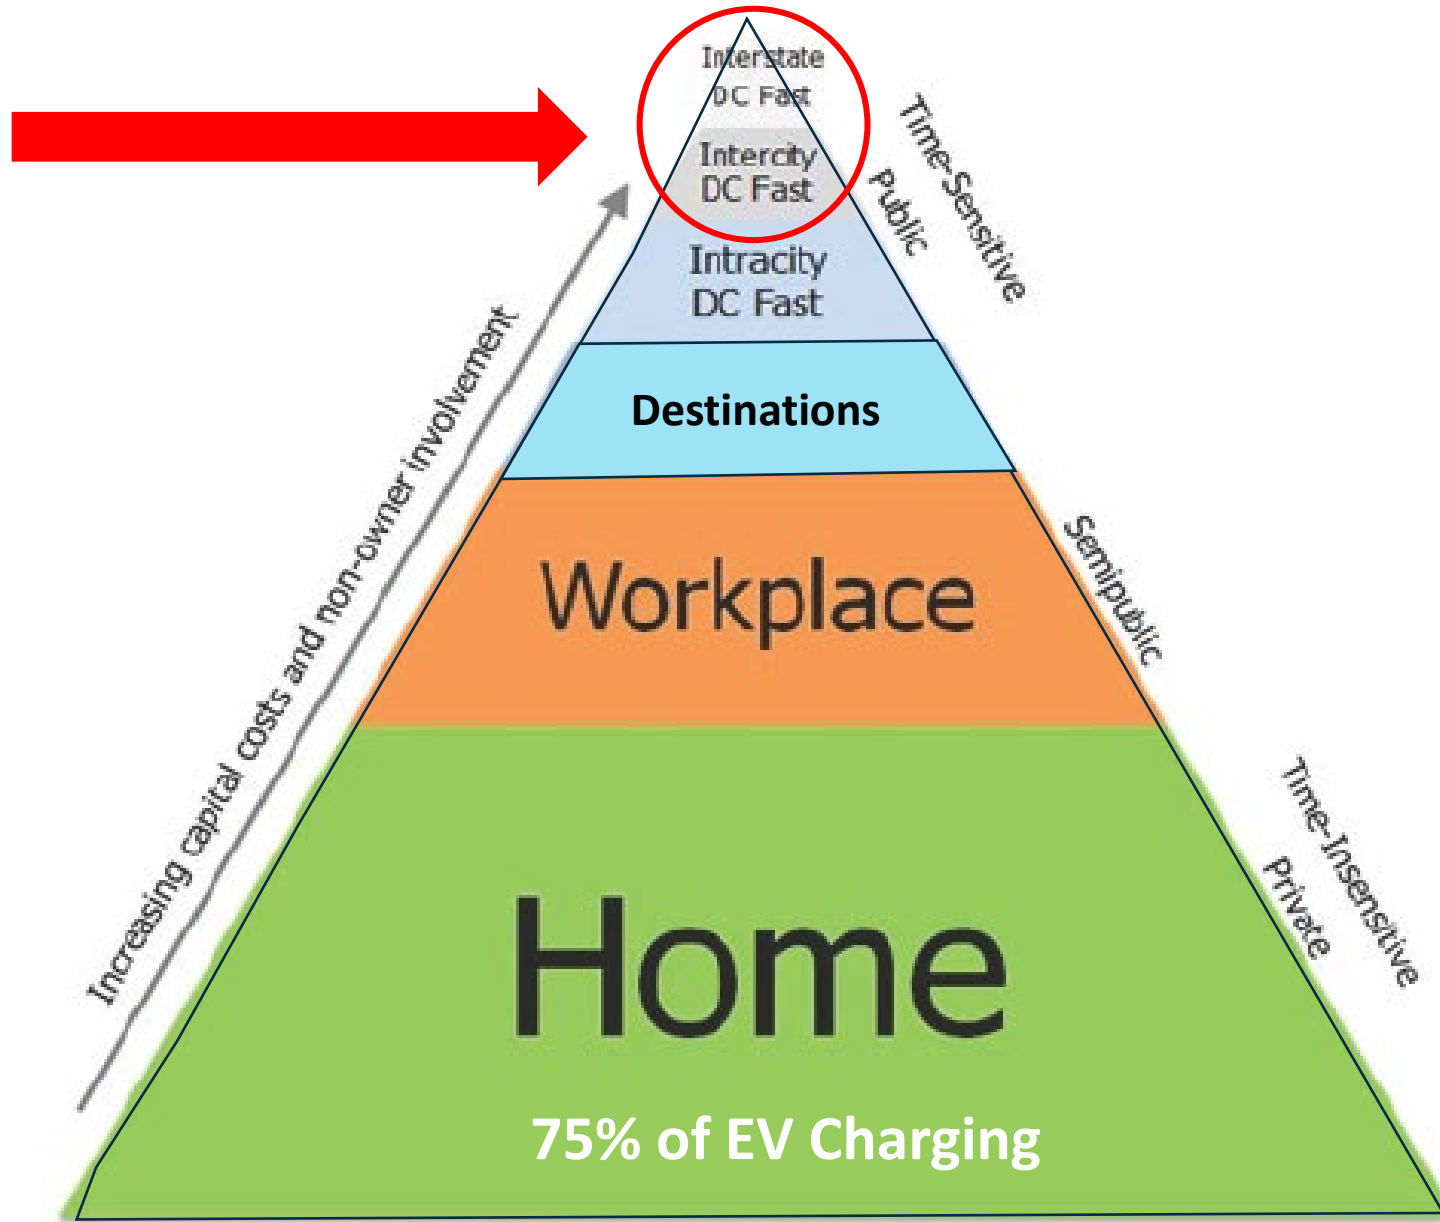 Interstate
DC Fast
Intercity
DC Fast
Intracity
DC Fast
Destinations
Workplace
Home
75% of EV Charging
Increasing capital costs and non-owner involvement
Time-Sensitive
Public
Semipublic
Time-Insensitive
Private